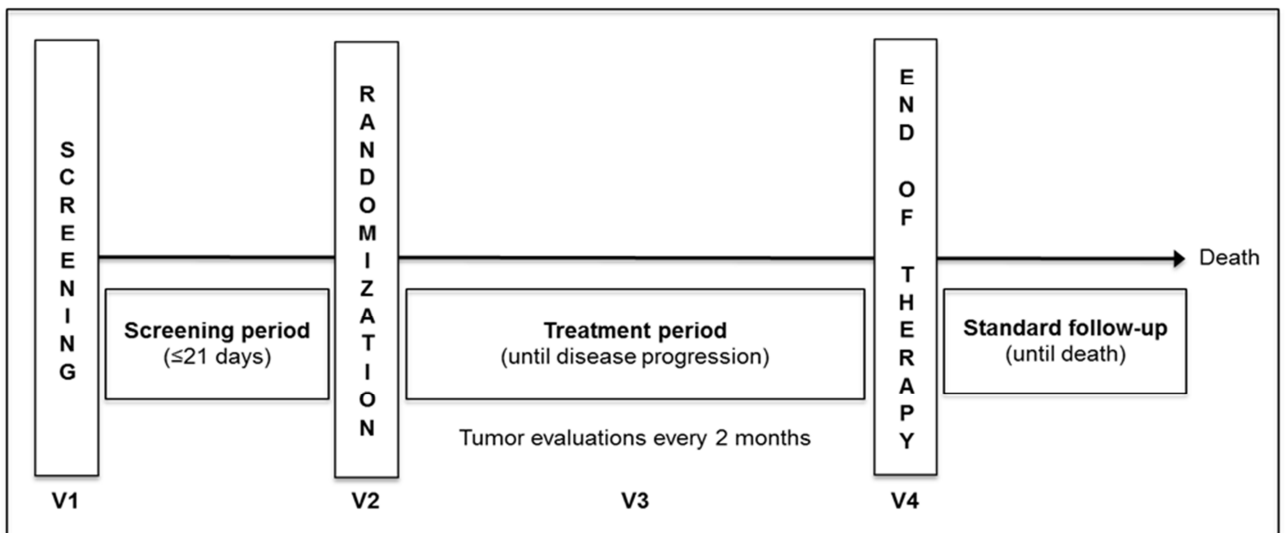 SCREENING
RANDOMIZATION
END OF THERAPY
Death
Screening period
(≤21 days)
Treatment period
(until disease progression)
Standard follow-up
(until death)
Tumor evaluations every 2 months
V1
V2
V3
V4